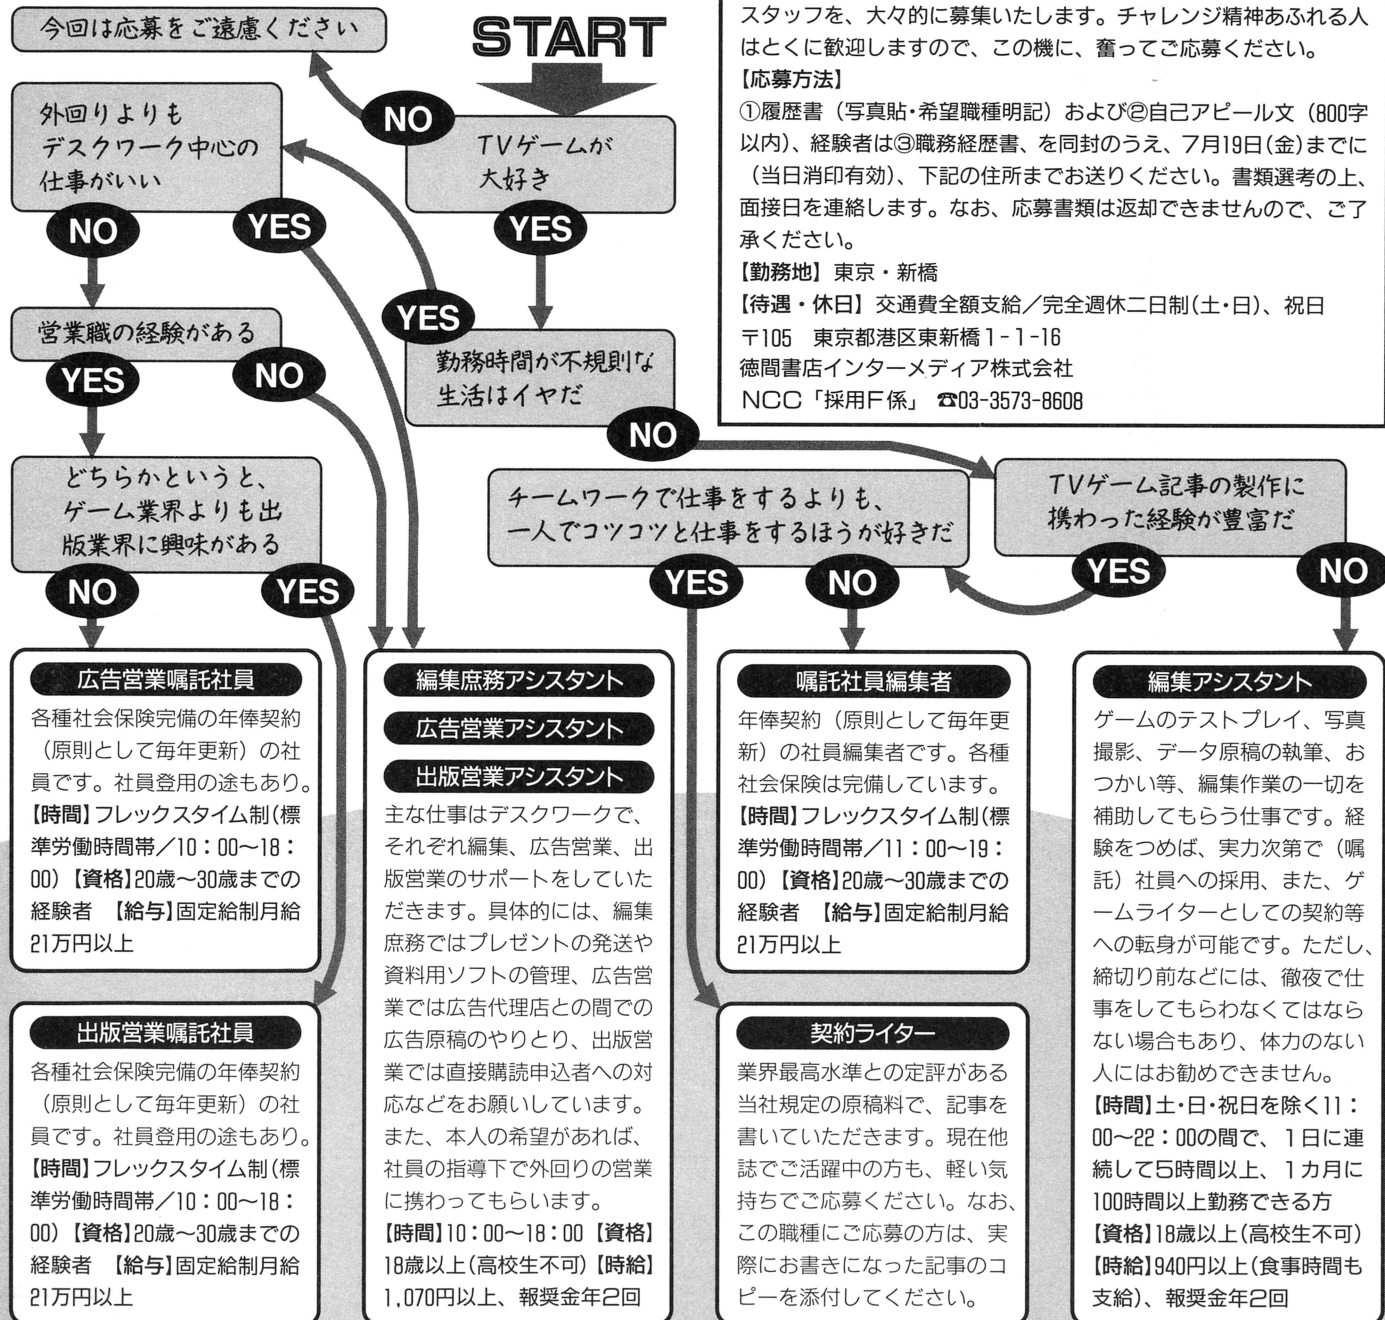 START
今回は応募をご遠慮ください
NO
TVゲームが
大好き
YES
外回りよりも
デスクワーク中心の
仕事がいい
NO
YES
YES
勤務時間が不規則な
生活はイヤだ
NO
営業職の経験がある
YES
NO
どちらかというと、
ゲーム業界よりも出
版業界に興味がある
NO
YES
チームワークで仕事をするよりも、
一人でコツコツと仕事をするほうが好きだ
YES
NO
TVゲーム記事の製作に
携わった経験が豊富だ
YES
NO
スタッフを、大々的に募集いたします。チャレンジ精神あふれる人
はとくに歓迎しますので、この機に、奮ってご応募ください。
【応募方法】
①履歴書（写真貼・希望職種明記）および②自己アピール文（800字
以内）、経験者は③職務経歴書、を同封のうえ、7月19日(金)までに
（当日消印有効）、下記の住所までお送りください。書類選考の上、
面接日を連絡します。なお、応募書類は返却できませんので、ご了
承ください。
【勤務地】東京・新橋
【待遇・休日】交通費全額支給／完全週休二日制(土・日)、祝日
〒105　東京都港区東新橋1-1-16
徳間書店インターメディア株式会社
NCC「採用F係」 ☎03-3573-8608
広告営業嘱託社員
各種社会保険完備の年俸契約
（原則として毎年更新）の社
員です。社員登用の途もあり。
【時間】フレックスタイム制(標
準労働時間帯／10：00〜18：
00)【資格】20歳〜30歳までの
経験者　【給与】固定給制月給
21万円以上
出版営業嘱託社員
各種社会保険完備の年俸契約
（原則として毎年更新）の社
員です。社員登用の途もあり。
【時間】フレックスタイム制(標
準労働時間帯／10：00〜18：
00)【資格】20歳〜30歳までの
経験者　【給与】固定給制月給
21万円以上
編集庶務アシスタント
広告営業アシスタント
出版営業アシスタント
主な仕事はデスクワークで、
それぞれ編集、広告営業、出
版営業のサポートをしていた
だきます。具体的には、編集
庶務ではプレゼントの発送や
資料用ソフトの管理、広告営
業では広告代理店との間での
広告原稿のやりとり、出版営
業では直接購読申込者への対
応などをお願いしています。
また、本人の希望があれば、
社員の指導下で外回りの営業
に携わってもらいます。
【時間】10：00〜18：00【資格】
18歳以上(高校生不可)【時給】
1,070円以上、報奨金年2回
嘱託社員編集者
年俸契約（原則として毎年更
新）の社員編集者です。各種
社会保険は完備しています。
【時間】フレックスタイム制(標
準労働時間帯／11：00〜19：
00)【資格】20歳〜30歳までの
経験者　【給与】固定給制月給
21万円以上
契約ライター
業界最高水準との定評がある
当社規定の原稿料で、記事を
書いていただきます。現在他
誌でご活躍中の方も、軽い気
持ちでご応募ください。なお、
この職種にご応募の方は、実
際にお書きになった記事のコ
ピーを添付してください。
編集アシスタント
ゲームのテストプレイ、写真
撮影、データ原稿の執筆、お
つかい等、編集作業の一切を
補助してもらう仕事です。経
験をつめば、実力次第で（嘱
託）社員への採用、また、ゲ
ームライターとしての契約等
への転身が可能です。ただし、
締切り前などには、徹夜で仕
事をしてもらわなくてはなら
ない場合もあり、体力のない
人にはお勧めできません。
【時間】土・日・祝日を除く11：
00〜22：00の間で、1日に連
続して5時間以上、1カ月に
100時間以上勤務できる方
【資格】18歳以上(高校生不可)
【時給】940円以上(食事時間も
支給)、報奨金年2回